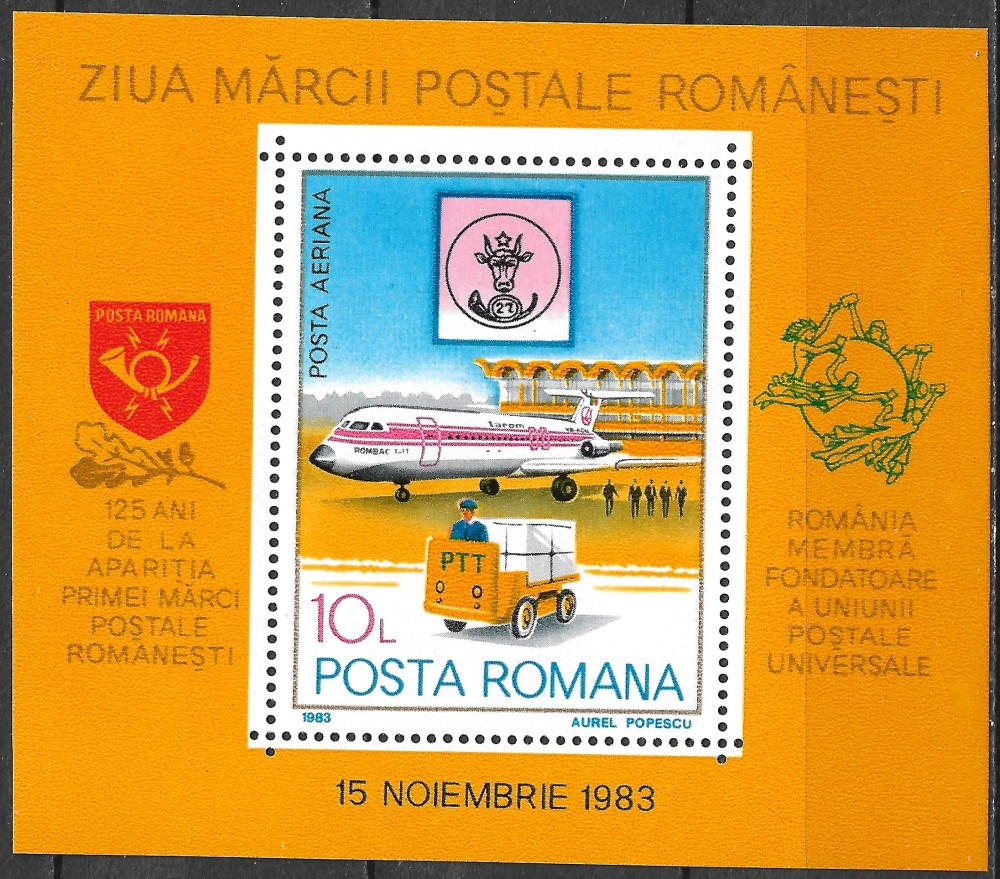 ZIUA MĂRCII POȘTALE ROMÂNEȘTI
POSTA AERIANA
27
POSTA ROMANA
125 ANI
DE LA
APARIȚIA
PRIMEI MĂRCI
POȘTALE
ROMÂNEȘTI
tarom
ROMBAC 1-11
PTT
10L
POSTA ROMANA
1983
AUREL POPESCU
ROMÂNIA
MEMBRĂ
FONDATOARE
A UNIUNII
POȘTALE
UNIVERSALE
15 NOIEMBRIE 1983